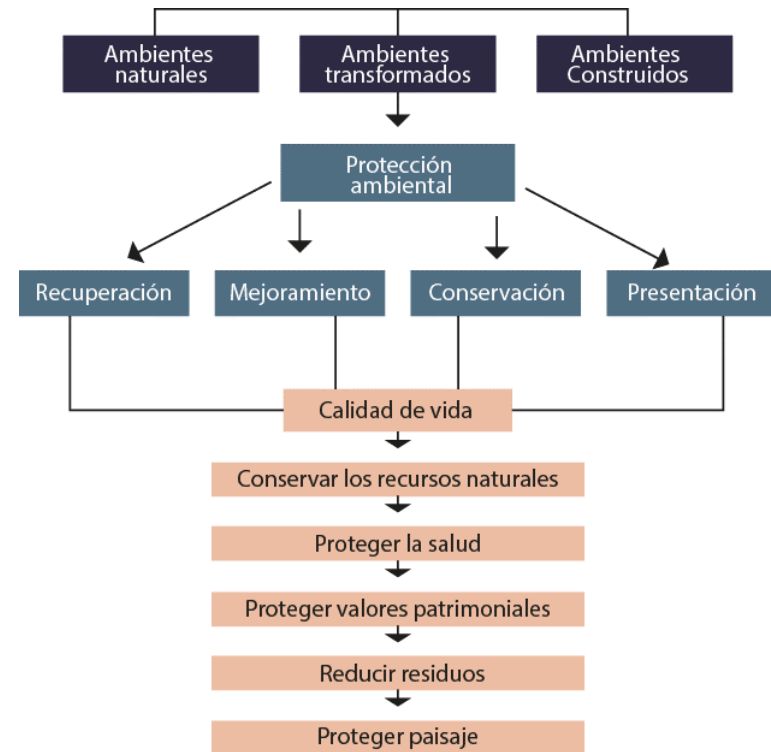 Ambientes
naturales
Ambientes
transformados
Ambientes
Construidos
Protección
ambiental
Recuperación
Mejoramiento
Conservación
Presentación
Calidad de vida
Conservar los recursos naturales
Proteger la salud
Proteger valores patrimoniales
Reducir residuos
Proteger paisaje